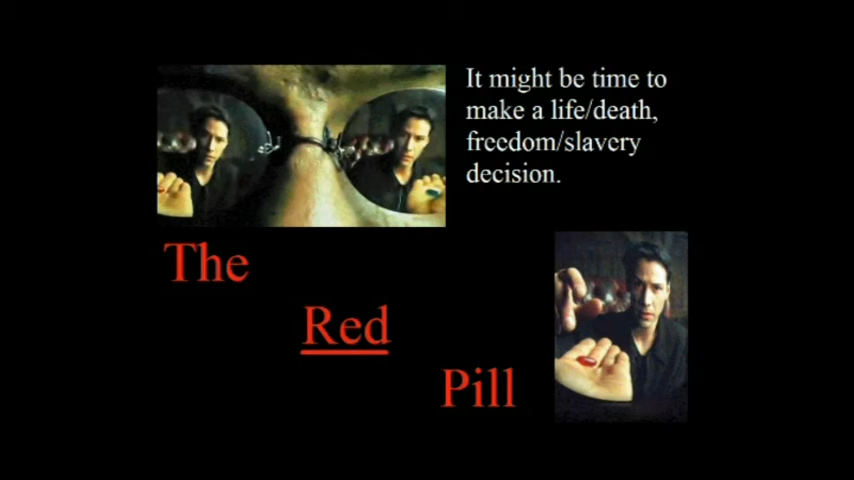 It might be time to
make a life/death,
freedom/slavery
decision.
The
Red
Pill